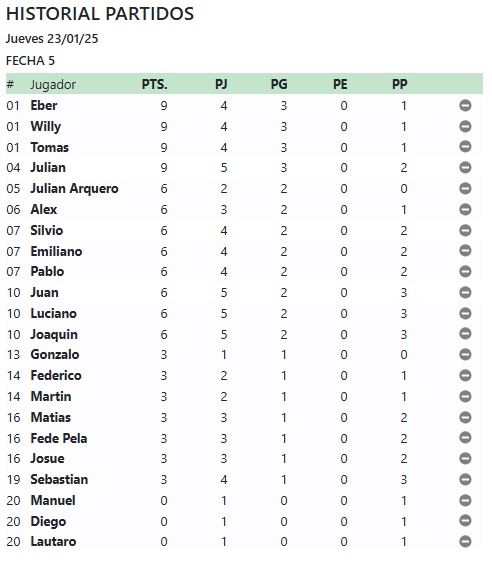 HISTORIAL PARTIDOS
Jueves 23/01/25
FECHA 5
# Jugador PTS. PJ PG PE PP
01 Eber 9 4 3 0 1
01 Willy 9 4 3 0 1
01 Tomas 9 4 3 0 1
04 Julian 9 5 3 0 2
05 Julian Arquero 6 2 2 0 0
06 Alex 6 3 2 0 1
07 Silvio 6 4 2 0 2
07 Emiliano 6 4 2 0 2
07 Pablo 6 4 2 0 2
10 Juan 6 5 2 0 3
10 Luciano 6 5 2 0 3
10 Joaquin 6 5 2 0 3
13 Gonzalo 3 1 1 0 0
14 Federico 3 2 1 0 1
14 Martin 3 2 1 0 1
16 Matias 3 3 1 0 2
16 Fede Pela 3 3 1 0 2
16 Josue 3 3 1 0 2
19 Sebastian 3 4 1 0 3
20 Manuel 0 1 0 0 1
20 Diego 0 1 0 0 1
20 Lautaro 0 1 0 0 1